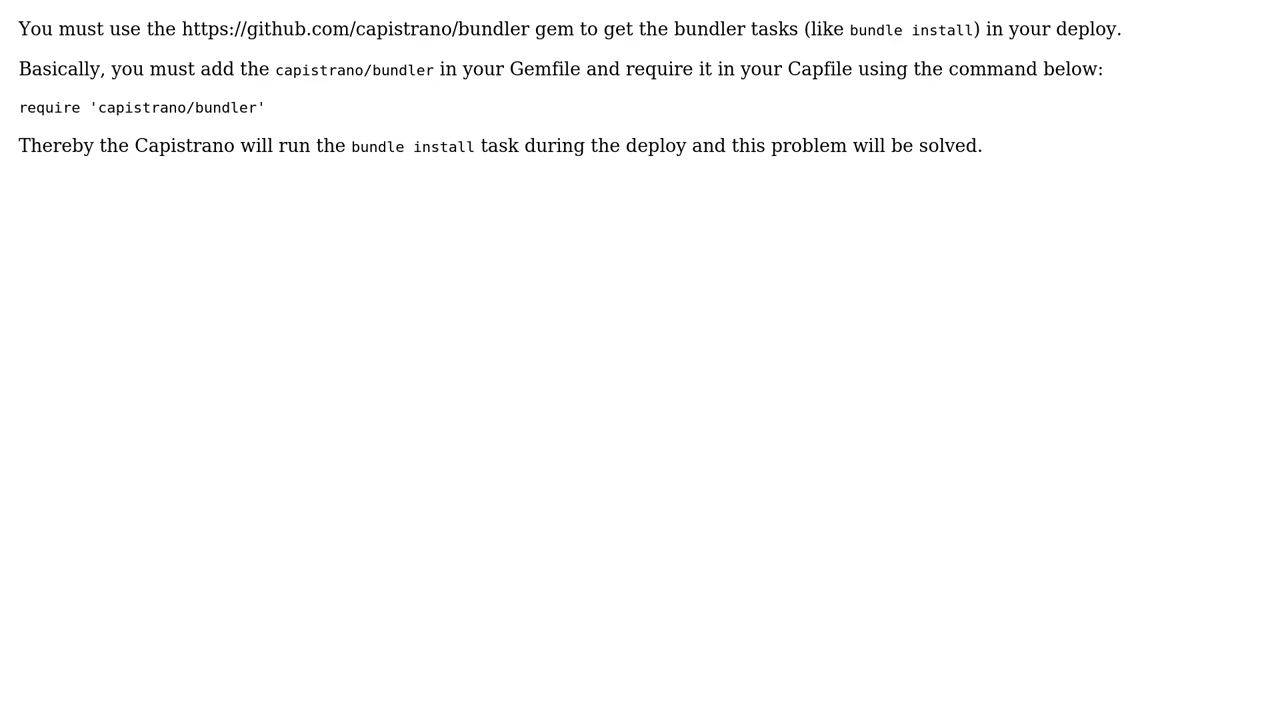 You must use the https://github.com/capistrano/bundler gem to get the bundler tasks (like bundle install) in your deploy.
Basically, you must add the capistrano/bundler in your Gemfile and require it in your Capfile using the command below:
require 'capistrano/bundler'
Thereby the Capistrano will run the bundle install task during the deploy and this problem will be solved.